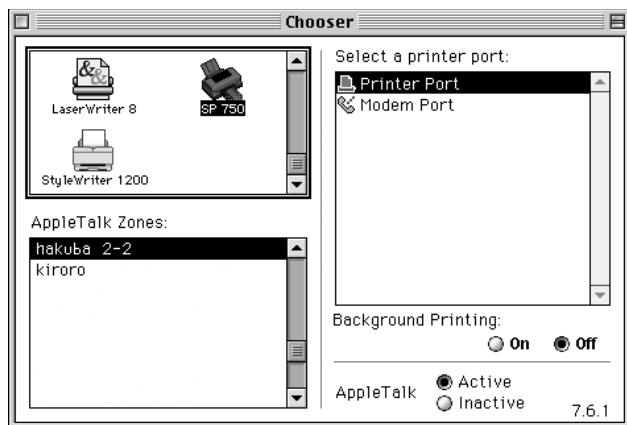 Chooser
LaserWriter 8
SP 750
StyleWriter 1200
AppleTalk Zones:
hakuba 2-2
kiroro
Select a printer port:
Printer Port
Modem Port
Background Printing:
On Off
AppleTalk
Active
Inactive
7.6.1